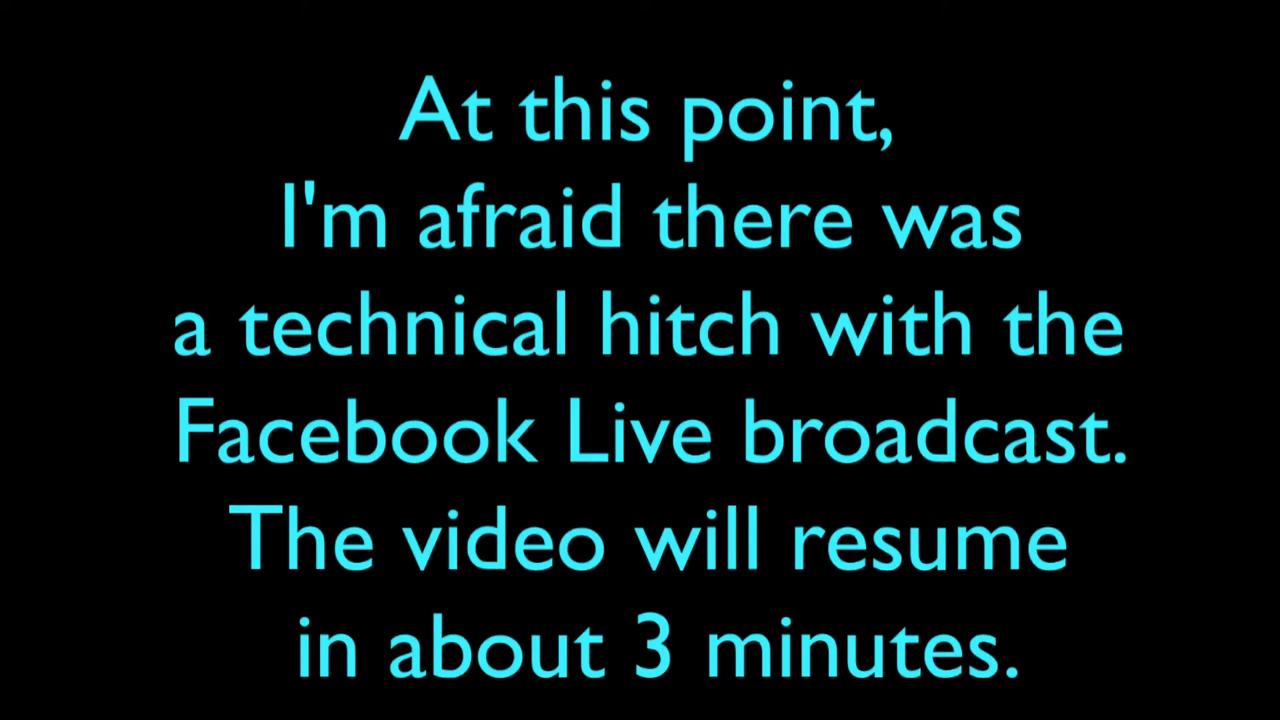 At this point,
I'm afraid there was
a technical hitch with the
Facebook Live broadcast.
The video will resume
in about 3 minutes.